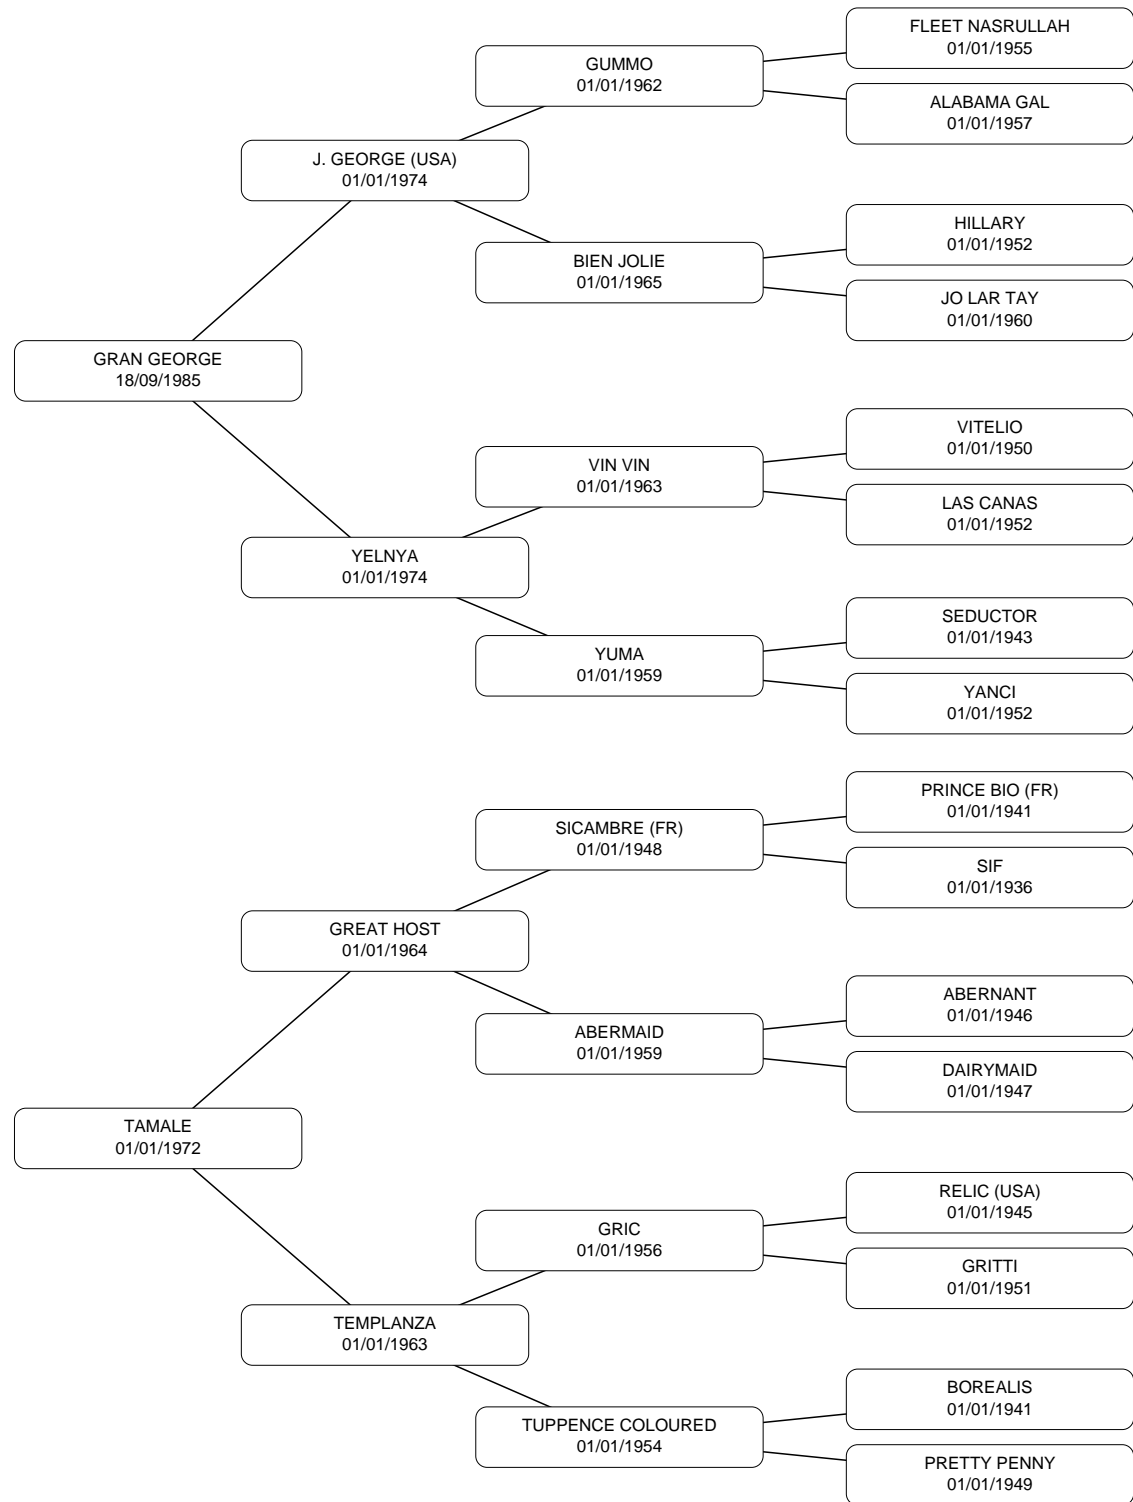 FLEET NASRULLAH
01/01/1955
GUMMO
01/01/1962
ALABAMA GAL
01/01/1957
J. GEORGE (USA)
01/01/1974
HILLARY
01/01/1952
BIEN JOLIE
01/01/1965
JO LAR TAY
01/01/1960
GRAN GEORGE
18/09/1985
VITELIO
01/01/1950
VIN VIN
01/01/1963
LAS CANAS
01/01/1952
YELNYA
01/01/1974
SEDUCTOR
01/01/1943
YUMA
01/01/1959
YANCI
01/01/1952
PRINCE BIO (FR)
01/01/1941
SICAMBRE (FR)
01/01/1948
SIF
01/01/1936
GREAT HOST
01/01/1964
ABERNANT
01/01/1946
ABERMAID
01/01/1959
DAIRYMAID
01/01/1947
TAMALE
01/01/1972
RELIC (USA)
01/01/1945
GRIC
01/01/1956
GRITTI
01/01/1951
TEMPLANZA
01/01/1963
BOREALIS
01/01/1941
TUPPENCE COLOURED
01/01/1954
PRETTY PENNY
01/01/1949